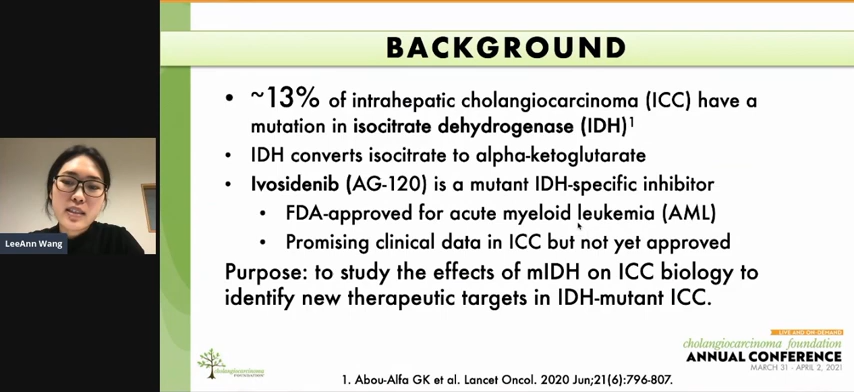 BACKGROUND
• ~13% of intrahepatic cholangiocarcinoma (ICC) have a
mutation in isocitrate dehydrogenase (IDH)1
• IDH converts isocitrate to alpha-ketoglutarate
• Ivosidenib (AG-120) is a mutant IDH-specific inhibitor
• FDA-approved for acute myeloid leukemia (AML)
• Promising clinical data in ICC but not yet approved
Purpose: to study the effects of mIDH on ICC biology to
identify new therapeutic targets in IDH-mutant ICC.
LeeAnn Wang
LIVE AND ON-DEMAND
cholangiocarcinoma foundation
ANNUAL CONFERENCE
MARCH 31 - APRIL 2, 2021
cholangiocarcinoma
1. Abou-Alfa GK et al. Lancet Oncol. 2020 Jun;21(6):796-807.